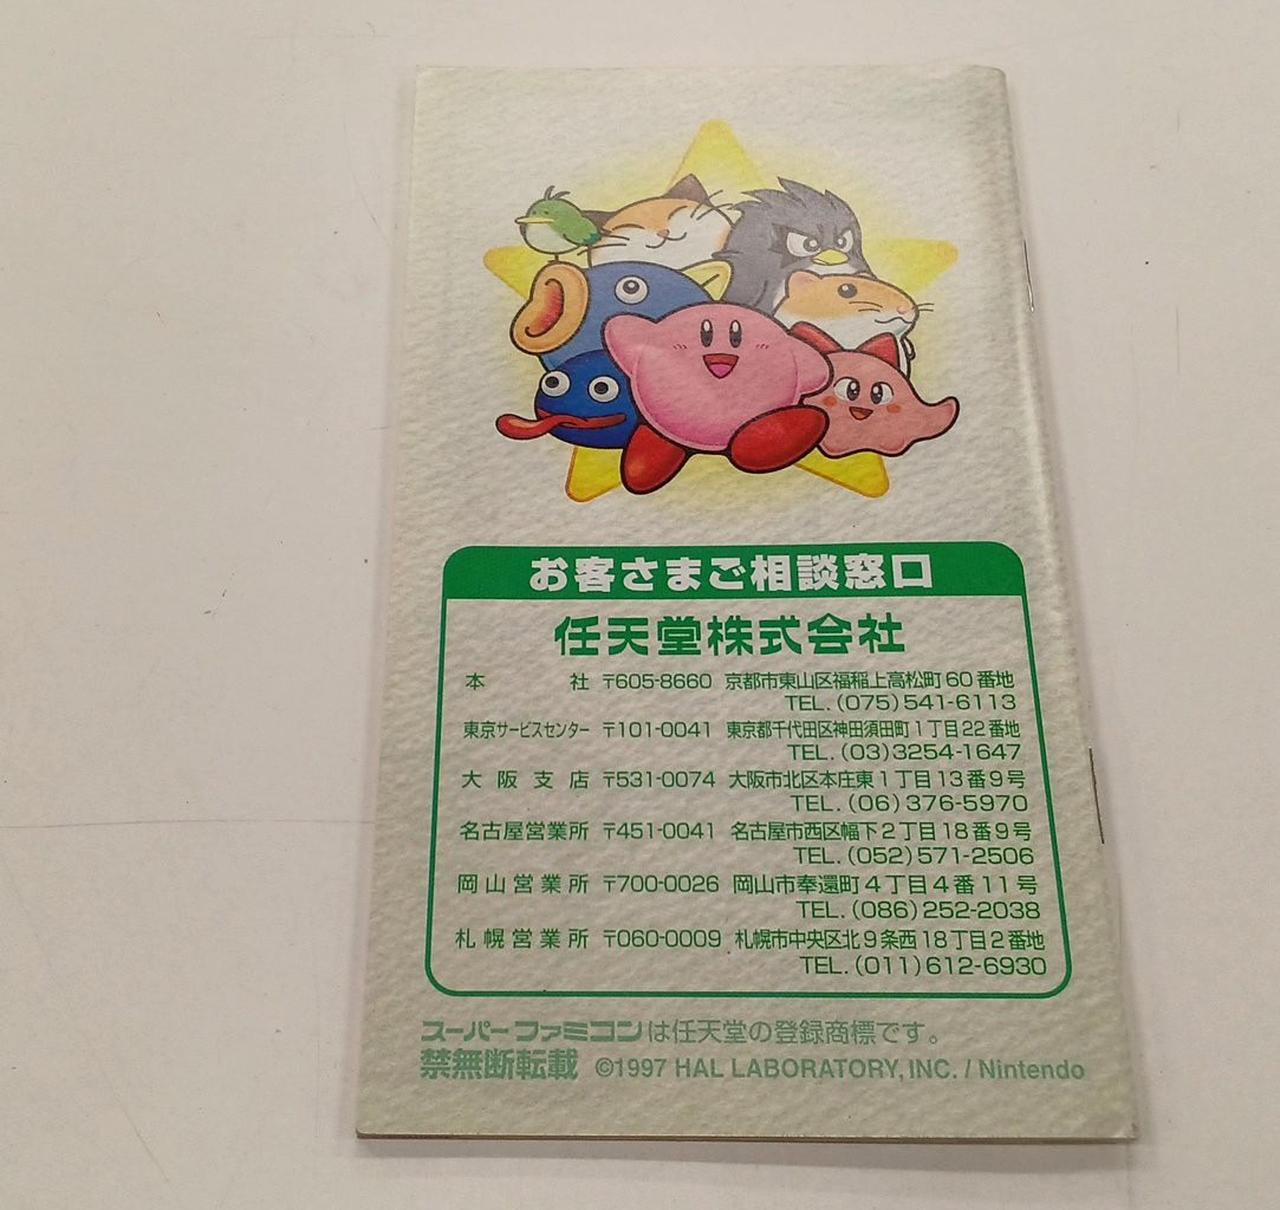 お客さまご相談窓口
任天堂株式会社
本 社 〒605-8660 京都市東山区福稲上高松町60番地
TEL.(075)541-6113
東京サービスセンター 〒101-0041 東京都千代田区神田須田町1丁目22番地
TEL.(03)3254-1647
大阪支店 〒531-0074 大阪市北区本庄東1丁目13番9号
TEL.(06)376-5970
名古屋営業所 〒451-0041 名古屋市西区幅下2丁目18番9号
TEL.(052)571-2506
岡山営業所 〒700-0026 岡山市奉還町4丁目4番11号
TEL.(086)252-2038
札幌営業所 〒060-0009 札幌市中央区北9条西18丁目2番地
TEL.(011)612-6930
スーパーファミコンは任天堂の登録商標です。
禁無断転載 ©1997 HAL LABORATORY, INC. / Nintendo